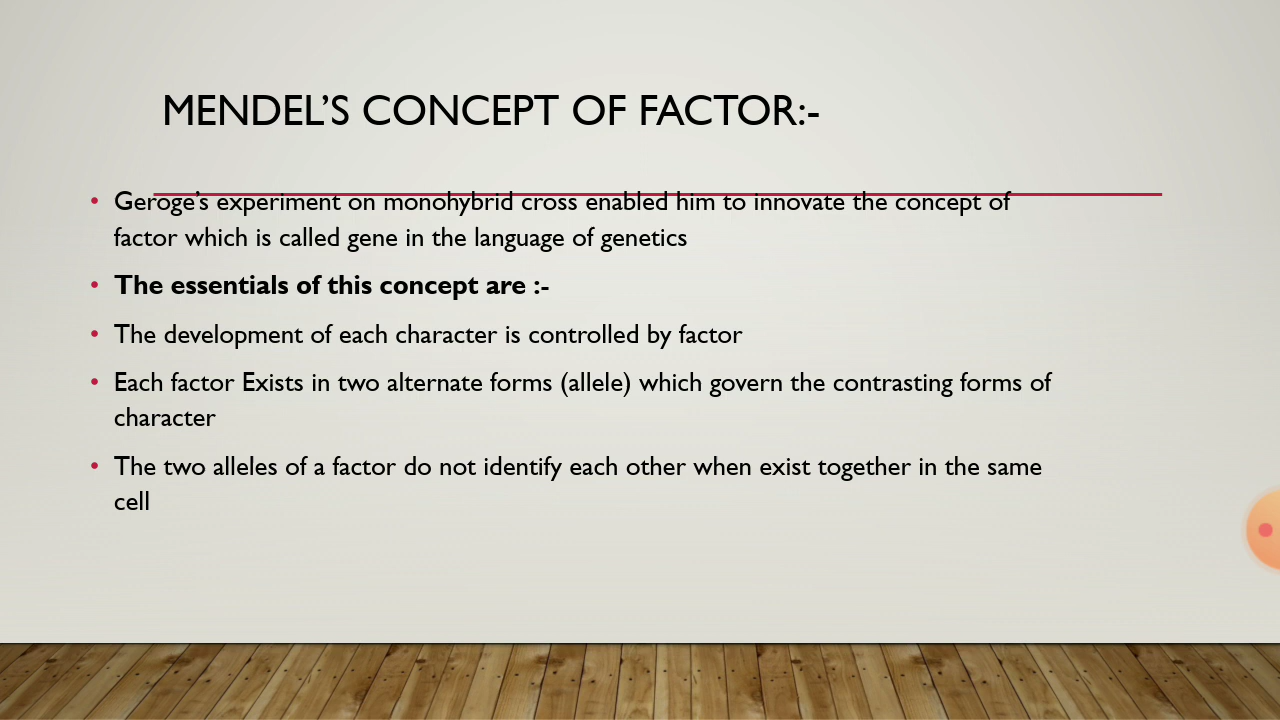 MENDEL’S CONCEPT OF FACTOR:-
• Geroge’s experiment on monohybrid cross enabled him to innovate the concept of
factor which is called gene in the language of genetics
• The essentials of this concept are :-
• The development of each character is controlled by factor
• Each factor Exists in two alternate forms (allele) which govern the contrasting forms of
character
• The two alleles of a factor do not identify each other when exist together in the same
cell